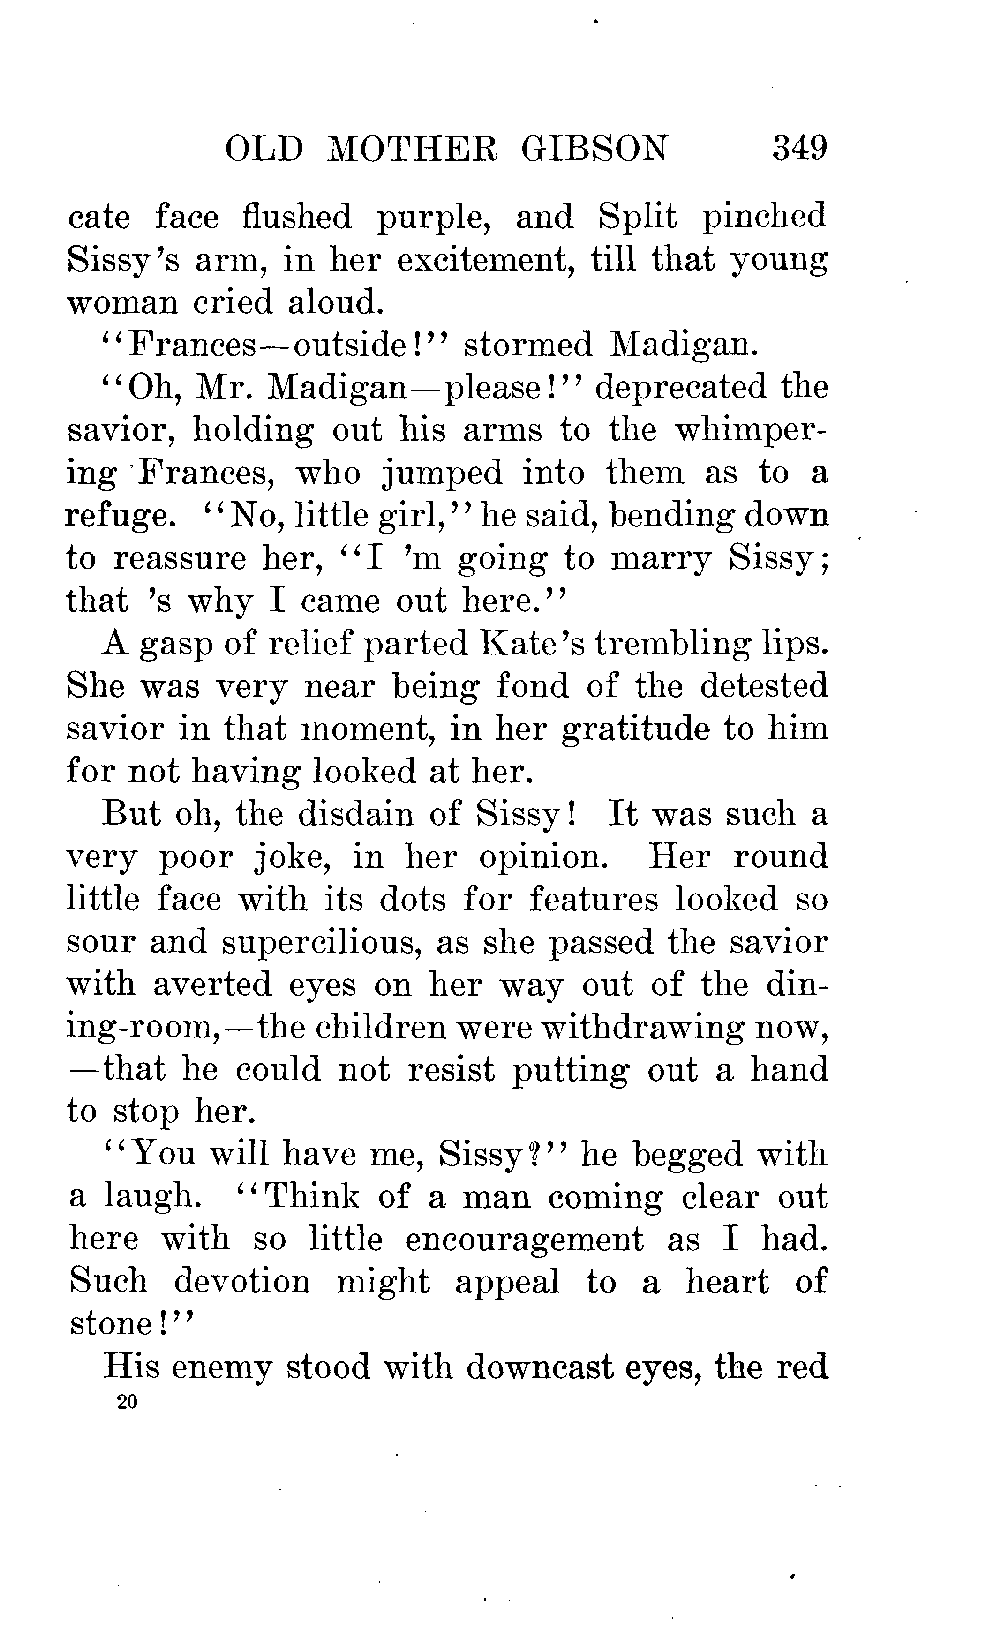 OLD MOTHER GIBSON 349
cate face flushed purple, and Split pinched
Sissy's arm, in her excitement, till that young
woman cried aloud.
"Frances—outside!" stormed Madigan.
"Oh, Mr. Madigan—please!" deprecated the
savior, holding out his arms to the whimper-
ing Frances, who jumped into them as to a
refuge. "No, little girl," he said, bending down
to reassure her, "I 'm going to marry Sissy;
that 's why I came out here."
A gasp of relief parted Kate's trembling lips.
She was very near being fond of the detested
savior in that moment, in her gratitude to him
for not having looked at her.
But oh, the disdain of Sissy! It was such a
very poor joke, in her opinion. Her round
little face with its dots for features looked so
sour and supercilious, as she passed the savior
with averted eyes on her way out of the din-
ing-room,—the children were withdrawing now,
—that he could not resist putting out a hand
to stop her.
"You will have me, Sissy?" he begged with
a laugh. "Think of a man coming clear out
here with so little encouragement as I had.
Such devotion might appeal to a heart of
stone!"
His enemy stood with downcast eyes, the red
20